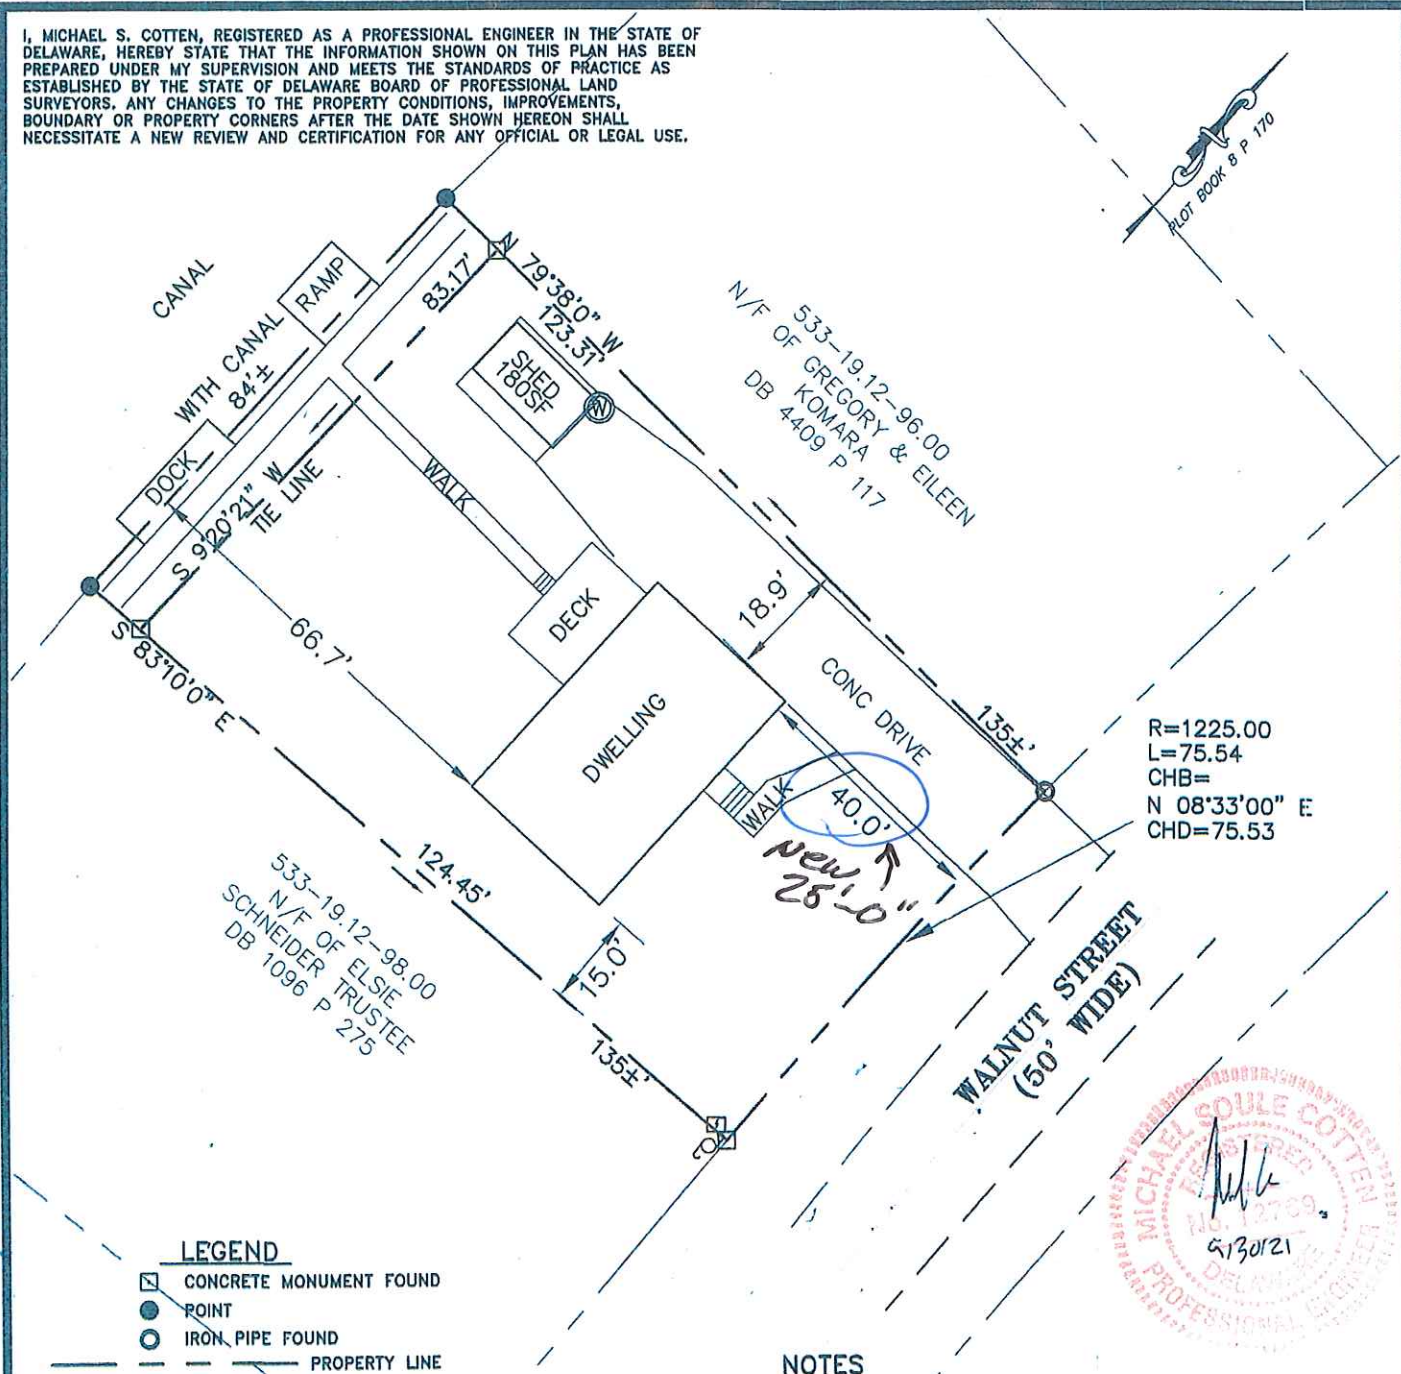 I, MICHAEL S. COTTEN, REGISTERED AS A PROFESSIONAL ENGINEER IN THE STATE OF
DELAWARE, HEREBY STATE THAT THE INFORMATION SHOWN ON THIS PLAN HAS BEEN
PREPARED UNDER MY SUPERVISION AND MEETS THE STANDARDS OF PRACTICE AS
ESTABLISHED BY THE STATE OF DELAWARE BOARD OF PROFESSIONAL LAND
SURVEYORS. ANY CHANGES TO THE PROPERTY CONDITIONS, IMPROVEMENTS,
BOUNDARY OR PROPERTY CORNERS AFTER THE DATE SHOWN HEREON SHALL
NECESSITATE A NEW REVIEW AND CERTIFICATION FOR ANY OFFICIAL OR LEGAL USE.
PLOT BOOK 8 P 170
CANAL
RAMP
WITH CANAL
84'±
83.17'
N 79°38'0" W
123.31'
SHED
180SF
W
533-19.12-96.00
N/F OF GREGORY & EILEEN
KOMARA
DB 4409 P 117
DOCK
S 9°20'21" W
TIE LINE
WALK
DECK
18.9'
S 83°10'0" E
66.7'
DWELLING
CONC DRIVE
135±'
R=1225.00
L=75.54
CHB=
N 08°33'00" E
CHD=75.53
WALK
40.0'
New
25'-0"
124.45'
533-19.12-98.00
N/F OF ELSIE
SCHNEIDER TRUSTEE
DB 1096 P 275
15.0'
135±'
WALNUT STREET
(50' WIDE)
MICHAEL SOULE COTTEN
REGISTERED
No. 12769
9/30/21
DELAWARE
PROFESSIONAL ENGINEER
LEGEND
CONCRETE MONUMENT FOUND
POINT
IRON PIPE FOUND
PROPERTY LINE
NOTES